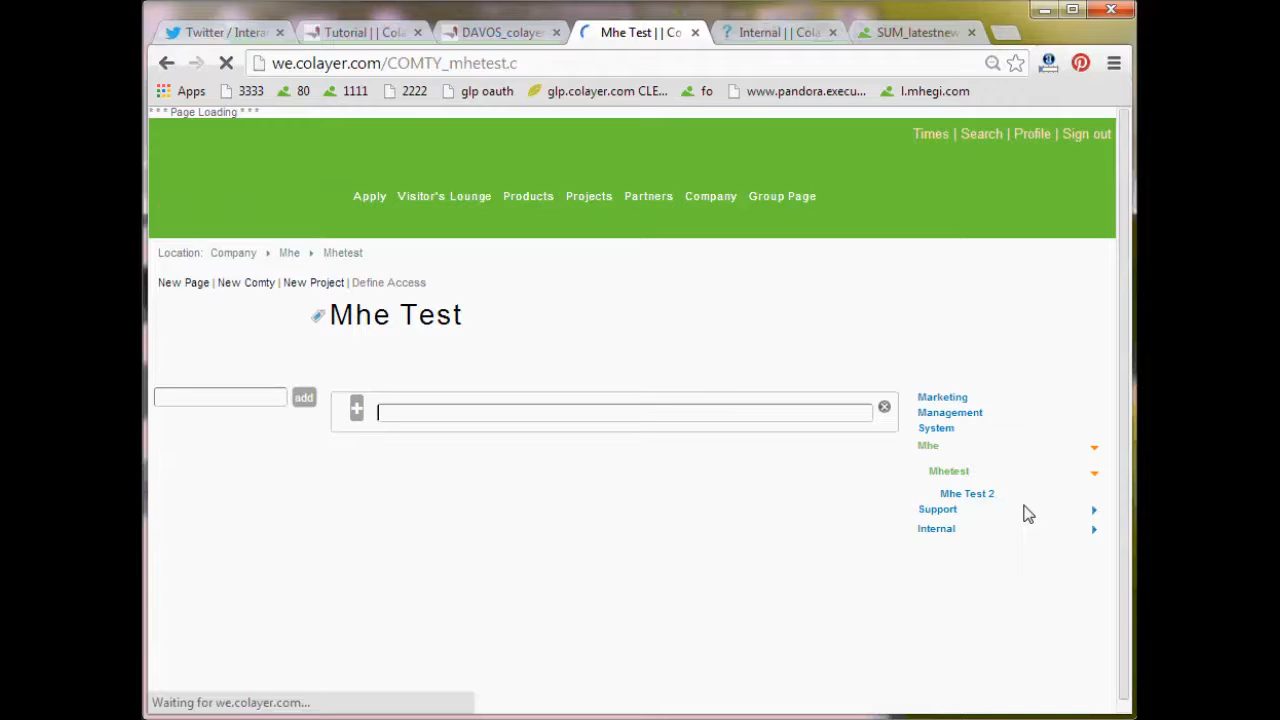 Twitter / Intera
Tutorial || Cola
DAVOS_colaye
Mhe Test || Co
Internal || Cola
SUM_latestnew
we.colayer.com/COMTY_mhetest.c
Apps
3333
80
1111
2222
glp oauth
glp.colayer.com CLE...
fo
www.pandora.execu...
l.mhegi.com
* * * Page Loading * * *
Times | Search | Profile | Sign out
Apply
Visitor's Lounge
Products
Projects
Partners
Company
Group Page
Location: Company Mhe Mhetest
New Page | New Comty | New Project | Define Access
Mhe Test
add
Marketing
Management
System
Mhe
Mhetest
Mhe Test 2
Support
Internal
Waiting for we.colayer.com...